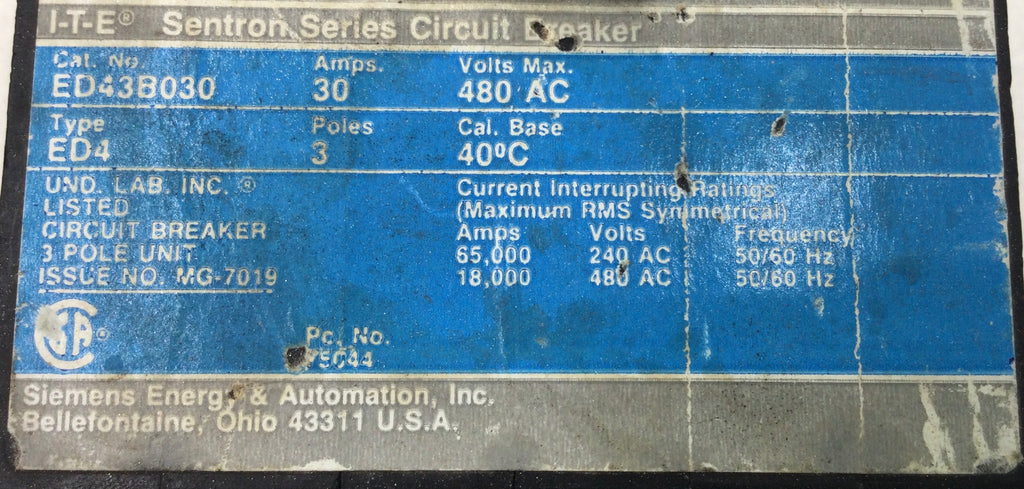 I-T-E® Sentron Series Circuit Breaker
Cat. No. Amps. Volts Max.
ED43B030 30 480 AC
Type Poles Cal. Base
ED4 3 40ºC
UND. LAB. INC. ® Current Interrupting Ratings
LISTED (Maximum RMS Symmetrical)
CIRCUIT BREAKER Amps Volts Frequency
3 POLE UNIT 65,000 240 AC 50/60 Hz
ISSUE NO. MG-7019 18,000 480 AC 50/60 Hz
SA ®
Pc. No.
75C44
Siemens Energy & Automation, Inc.
Bellefontaine, Ohio 43311 U.S.A.